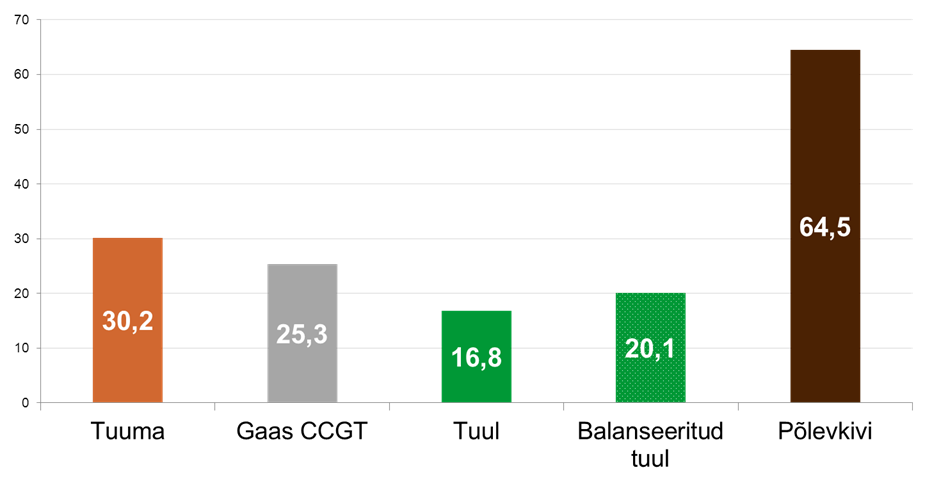 70
60
50
40
30
20
10
0
30,2
25,3
16,8
20,1
64,5
Tuuma
Gaas CCGT
Tuul
Balanseeritud
tuul
Põlevkivi